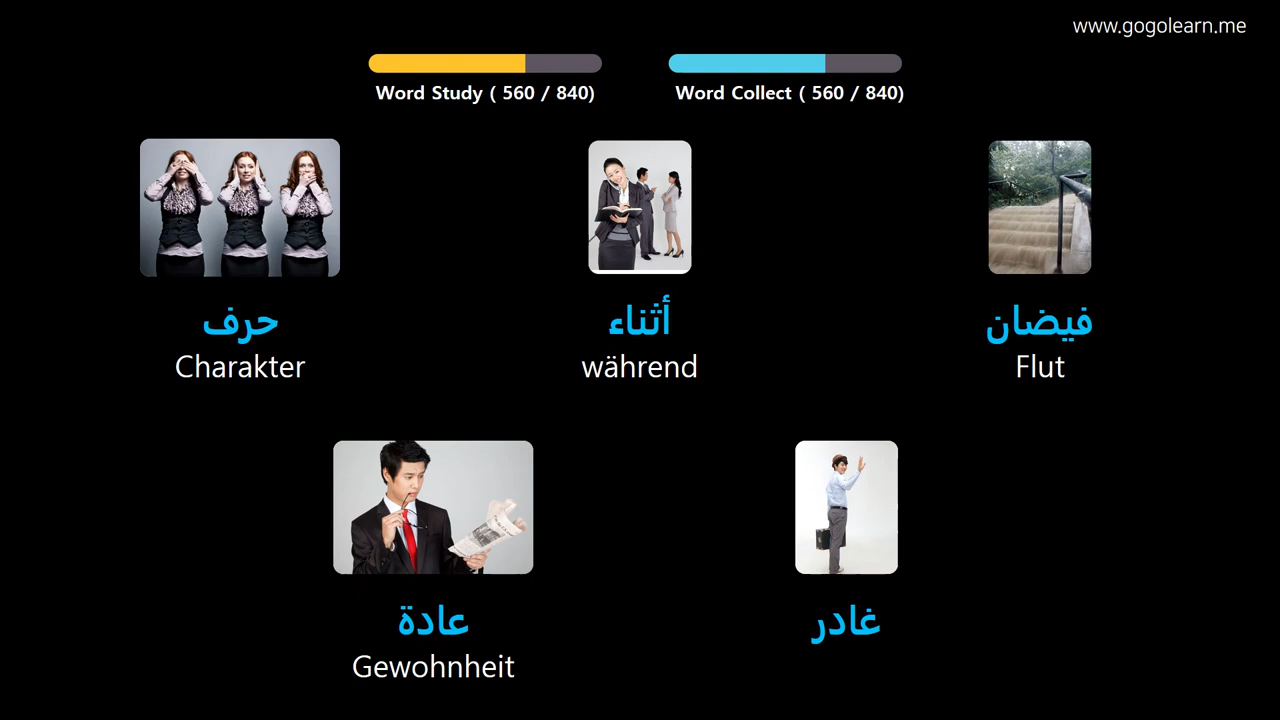 www.gogolearn.me
Word Study ( 560 / 840)
Word Collect ( 560 / 840)
حرف
Charakter
أثناء
während
فيضان
Flut
عادة
Gewohnheit
غادر